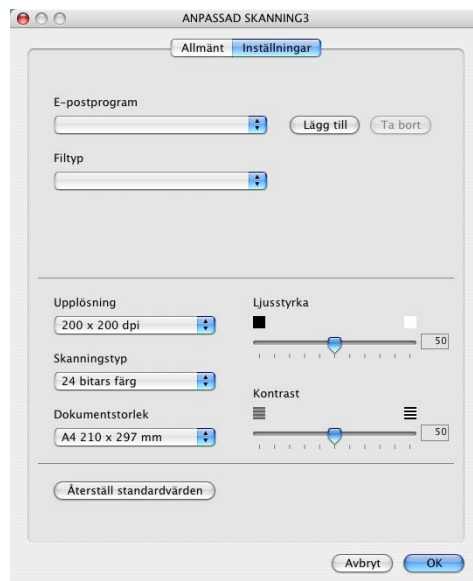 ANPASSAD SKANNING3
Allmänt Inställningar
E-postprogram
Lägg till Ta bort
Filtyp
Upplösning
200 x 200 dpi
Skanningstyp
24 bitars färg
Dokumentstorlek
A4 210 x 297 mm
Ljusstyrka
50
Kontrast
50
Återställ standardvärden
Avbryt OK